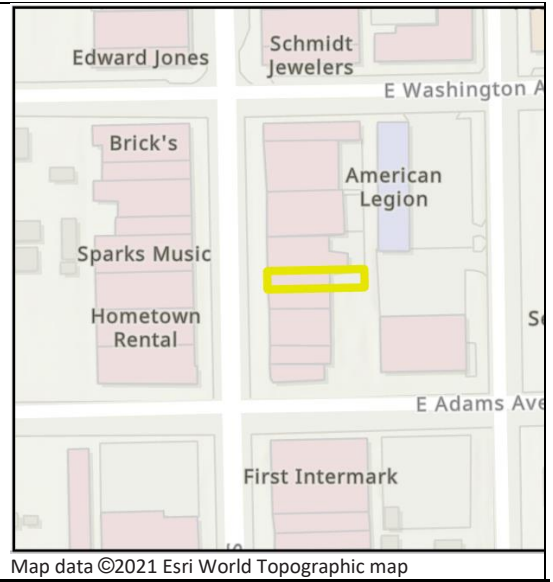 Edward Jones
Schmidt
Jewelers
E Washington A
Brick's
American
Legion
Sparks Music
Hometown
Rental
Se
E Adams Ave
First Intermark
S
Map data ©2021 Esri World Topographic map